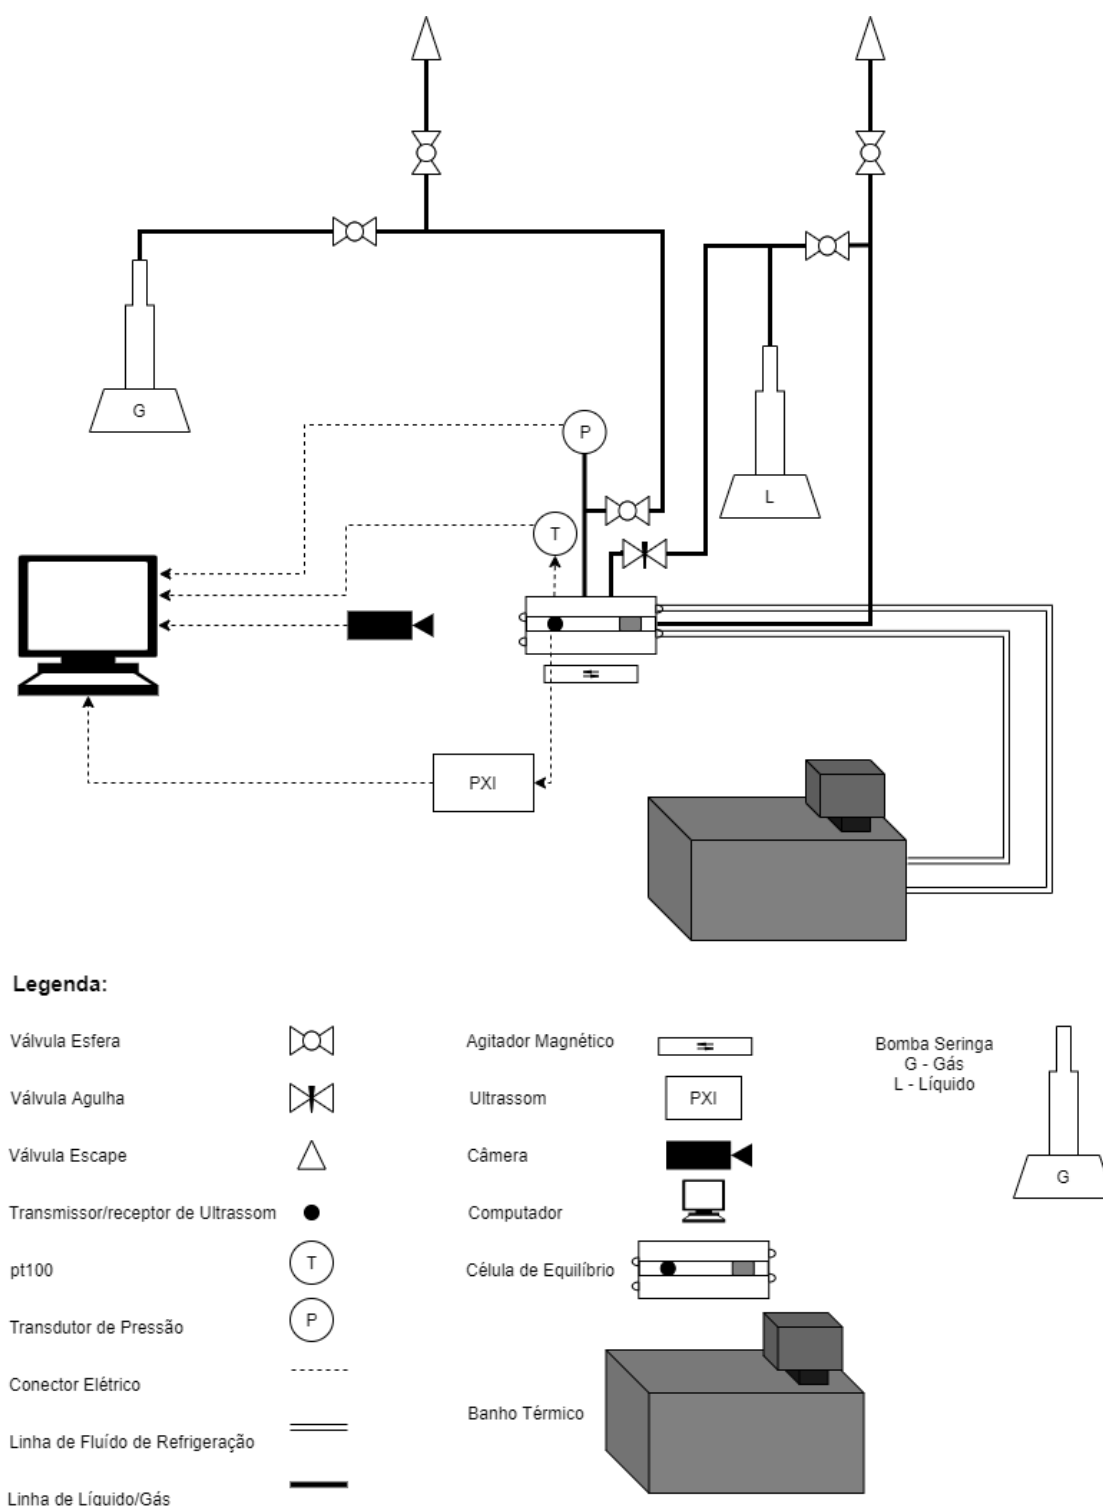 G
P
L
T
PXI
Legenda:
Válvula Esfera
Agitador Magnético
Bomba Seringa
G - Gás
L - Líquido
Válvula Agulha
Ultrassom
PXI
Válvula Escape
Câmera
G
Transmissor/receptor de Ultrassom
Computador
pt100
T
Célula de Equilíbrio
Transdutor de Pressão
P
Conector Elétrico
Banho Térmico
Linha de Fluído de Refrigeração
Linha de Líquido/Gás